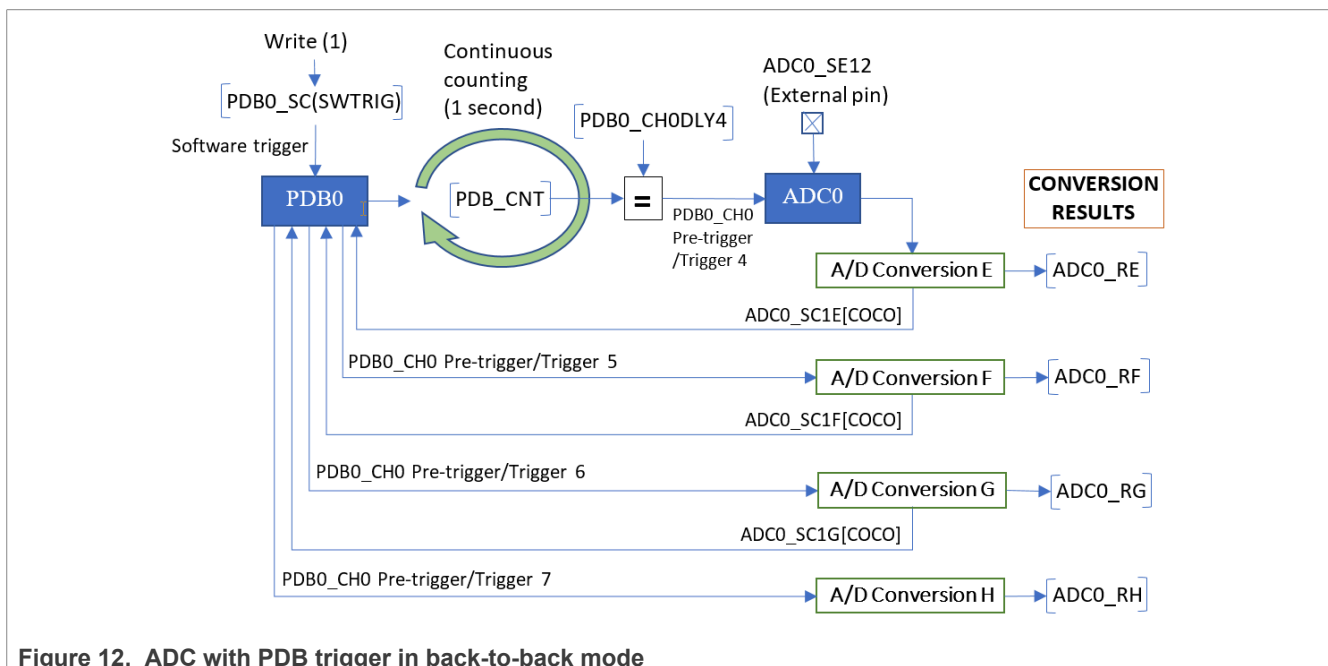 Write (1)
[PDB0_SC(SWTRIG)]
Software trigger
PDB0
Continuous
counting
(1 second)
[PDB_CNT]
[PDB0_CH0DLY4]
=
PDB0_CH0
Pre-trigger
/Trigger 4
ADC0_SE12
(External pin)
ADC0
CONVERSION
RESULTS
A/D Conversion E
[ADC0_RE]
ADC0_SC1E[COCO]
PDB0_CH0 Pre-trigger/Trigger 5
A/D Conversion F
[ADC0_RF]
ADC0_SC1F[COCO]
PDB0_CH0 Pre-trigger/Trigger 6
A/D Conversion G
[ADC0_RG]
ADC0_SC1G[COCO]
PDB0_CH0 Pre-trigger/Trigger 7
A/D Conversion H
[ADC0_RH]
Figure 12. ADC with PDB trigger in back-to-back mode